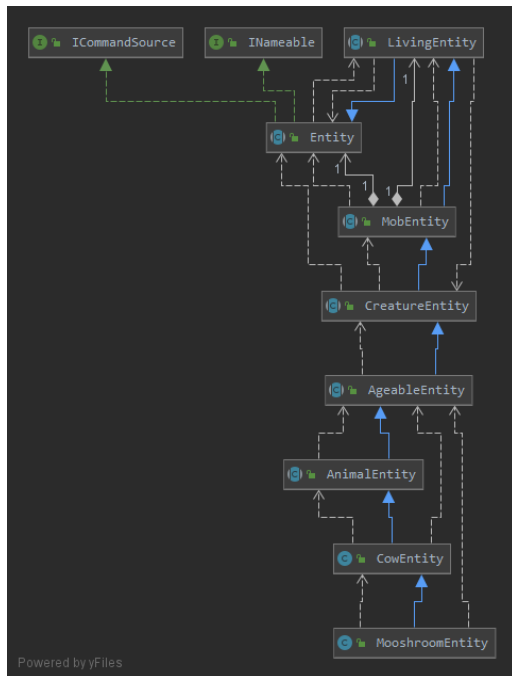 ICommandSource
INameable
LivingEntity
1
Entity
1
1
MobEntity
CreatureEntity
AgeableEntity
AnimalEntity
CowEntity
MooshroomEntity
Powered by yFiles